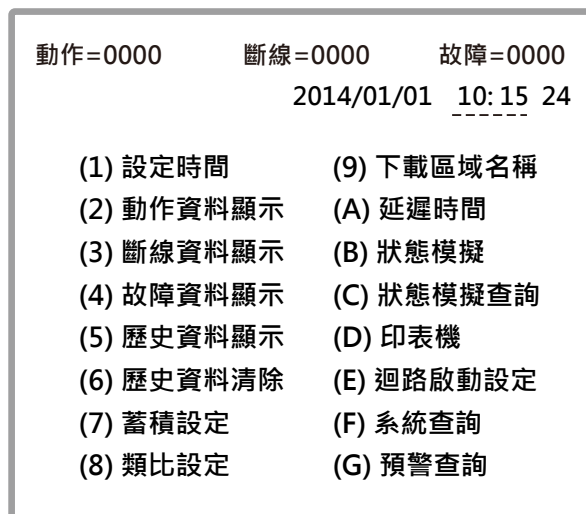 動作=0000 斷線=0000 故障=0000
2014/01/01 10:15 24
(1) 設定時間 (9) 下載區域名稱
(2) 動作資料顯示 (A) 延遲時間
(3) 斷線資料顯示 (B) 狀態模擬
(4) 故障資料顯示 (C) 狀態模擬查詢
(5) 歷史資料顯示 (D) 印表機
(6) 歷史資料清除 (E) 迴路啟動設定
(7) 蓄積設定 (F) 系統查詢
(8) 類比設定 (G) 預警查詢